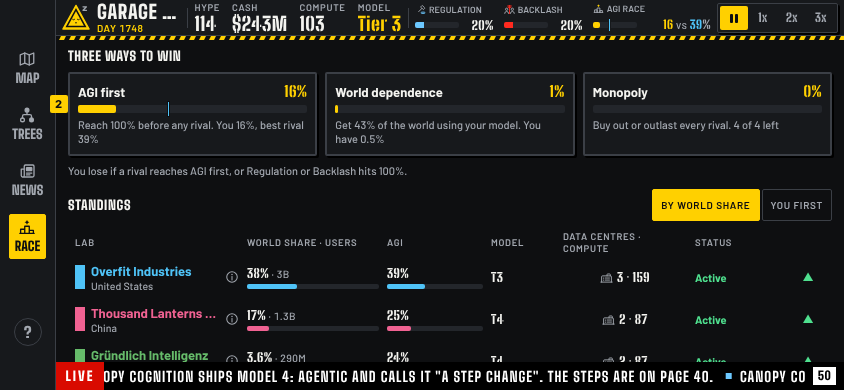 GARAGE ...
DAY 1748
HYPE
114
CASH
$243M
COMPUTE
103
MODEL
Tier 3
REGULATION
20%
BACKLASH
20%
AGI RACE
16 vs 39%
1x
2x
3x
MAP
2
TREES
NEWS
RACE
?
THREE WAYS TO WIN
AGI first 16%
Reach 100% before any rival. You 16%, best rival
39%
World dependence 1%
Get 43% of the world using your model. You
have 0.5%
Monopoly 0%
Buy out or outlast every rival. 4 of 4 left
You lose if a rival reaches AGI first, or Regulation or Backlash hits 100%.
STANDINGS
BY WORLD SHARE
YOU FIRST
LAB
WORLD SHARE · USERS
AGI
MODEL
DATA CENTRES ·
COMPUTE
STATUS
Overfit Industries
United States
38% · 3B
39%
T3
3 · 159
Active
Thousand Lanterns ...
China
17% · 1.3B
25%
T4
2 · 87
Active
Gründlich Intelligenz
3.6% · 290M
24%
T4
2 · 87
Active
LIVE
OPY COGNITION SHIPS MODEL 4: AGENTIC AND CALLS IT "A STEP CHANGE". THE STEPS ARE ON PAGE 40. ▪ CANOPY CO
50